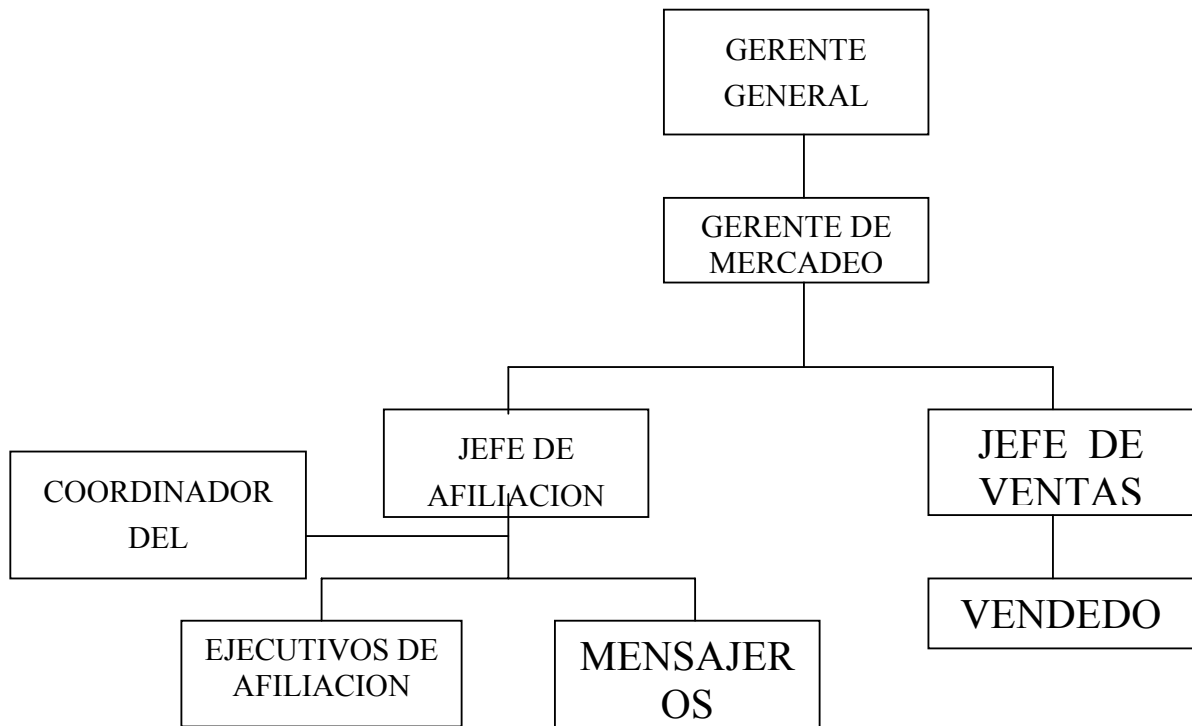 GERENTE
GENERAL
GERENTE DE
MERCADEO
JEFE DE
AFILIACION
JEFE DE
VENTAS
COORDINADOR
DEL
VENDEDO
EJECUTIVOS DE
AFILIACION
MENSAJER
OS